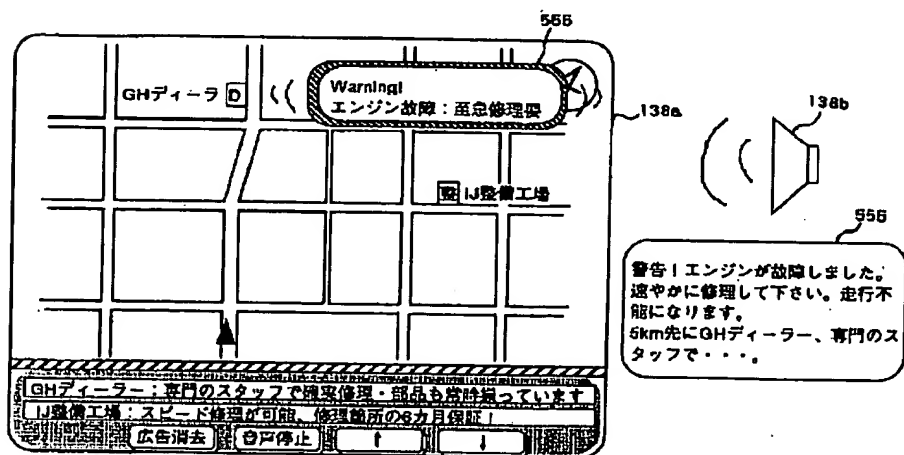 556
Warning!
エンジン故障：至急修理要
GHディーラ D
138a
138b
整 IJ整備工場
556
警告！エンジンが故障しました。
速やかに修理して下さい。走行不
能になります。
5km先にGHディーラー、専門のス
タッフで・・・。
GHディーラー：専門のスタッフで確実修理・部品も常時揃っています
IJ整備工場：スピード修理が可能、修理箇所の6カ月保証！
広告消去
音声停止
↑
↓